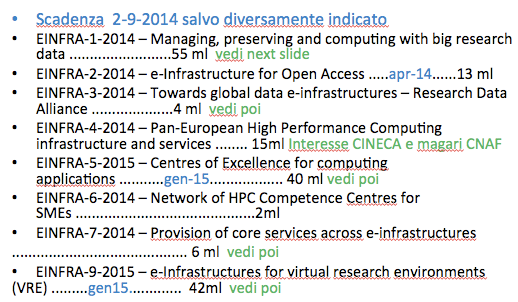 • Scadenza 2-9-2014 salvo diversamente indicato
• EINFRA-1-2014 – Managing, preserving and computing with big research
data ..........................55 ml vedi next slide
• EINFRA-2-2014 – e-Infrastructure for Open Access .....apr-14......13 ml
• EINFRA-3-2014 – Towards global data e-infrastructures – Research Data
Alliance .....................4 ml vedi poi
• EINFRA-4-2014 – Pan-European High Performance Computing
infrastructure and services ........ 15ml Interesse CINECA e magari CNAF
• EINFRA-5-2015 – Centres of Excellence for computing
applications ...........gen-15................... 40 ml vedi poi
• EINFRA-6-2014 – Network of HPC Competence Centres for
SMEs ..............................................2ml
• EINFRA-7-2014 – Provision of core services across e-infrastructures
............................................. 6 ml vedi poi
• EINFRA-9-2015 – e-Infrastructures for virtual research environments
(VRE) .........gen15............. 42ml vedi poi